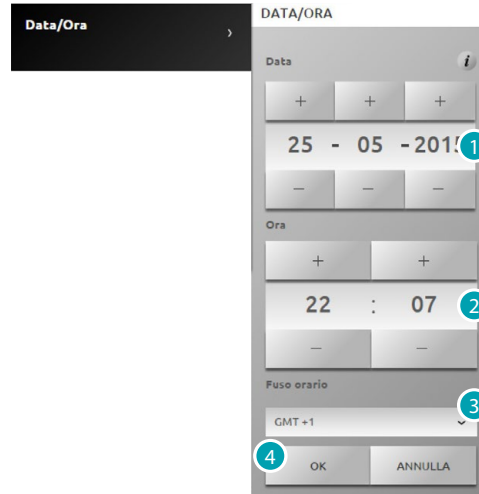 Data/Ora ›
DATA/ORA
Data i
+ + +
25 - 05 - 2015 1
− − −
Ora
+ +
22 : 07 2
− −
Fuso orario
GMT +1 3
4 OK ANNULLA